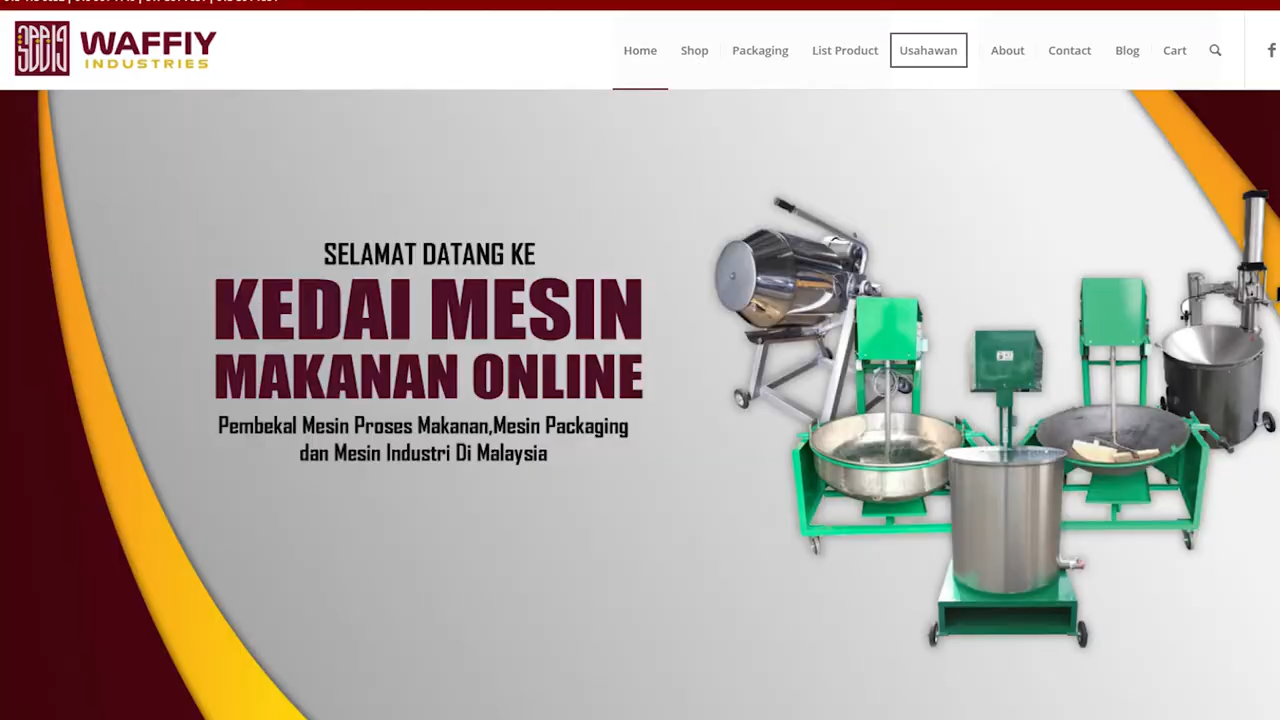 WAFFIY
INDUSTRIES
Home
Shop
Packaging
List Product
Usahawan
About
Contact
Blog
Cart
SELAMAT DATANG KE
KEDAI MESIN
MAKANAN ONLINE
Pembekal Mesin Proses Makanan,Mesin Packaging
dan Mesin Industri Di Malaysia